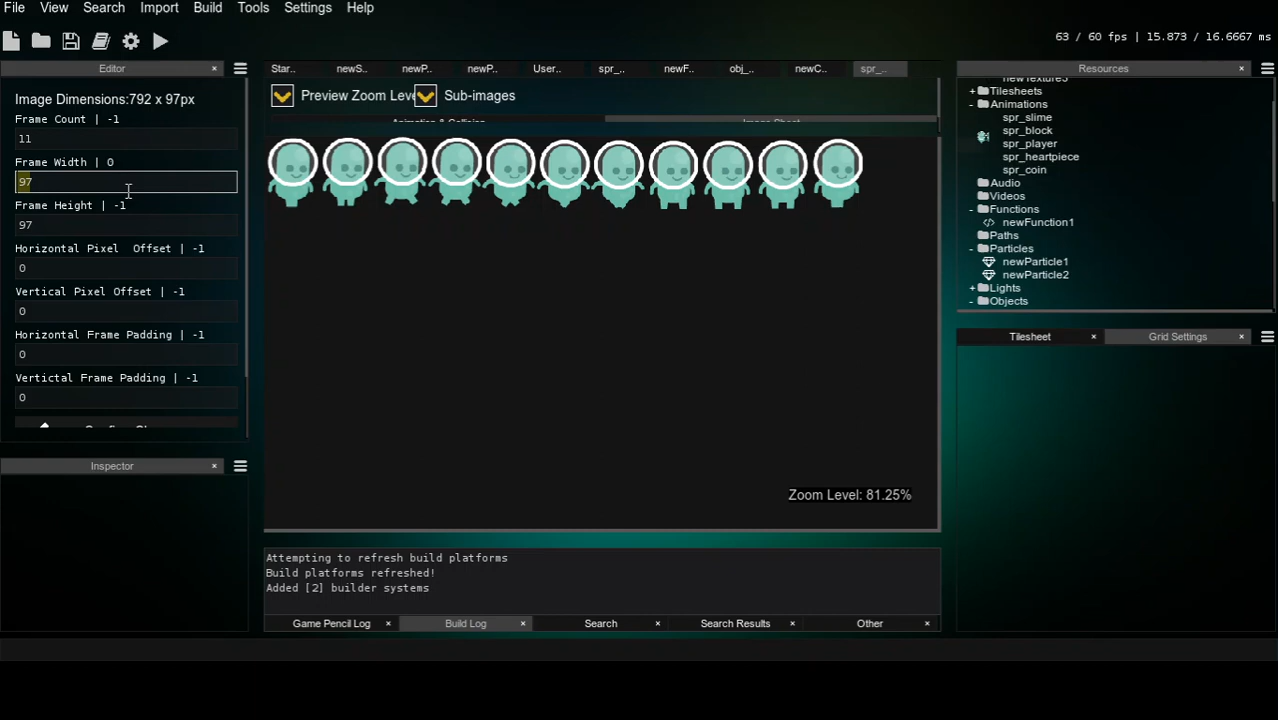 File View Search Import Build Tools Settings Help
63 / 60 fps | 15.873 / 16.6667 ms
Editor ×
Image Dimensions:792 x 97px
Frame Count | -1
11
Frame Width | 0
97
Frame Height | -1
97
Horizontal Pixel  Offset | -1
0
Vertical Pixel Offset | -1
0
Horizontal Frame Padding | -1
0
Vertictal Frame Padding | -1
0
Inspector ×
Star.. newS.. newP.. newP.. User.. spr_.. newF.. obj_.. newC.. spr_..
Preview Zoom Leve Sub-images
Animation & Collision Image Sheet
Zoom Level: 81.25%
Attempting to refresh build platforms
Build platforms refreshed!
Added [2] builder systems
Game Pencil Log × Build Log × Search × Search Results × Other ×
Resources ×
newTexture3
+ Tilesheets
- Animations
spr_slime
spr_block
spr_player
spr_heartpiece
spr_coin
Audio
Videos
- Functions
newFunction1
Paths
- Particles
newParticle1
newParticle2
+ Lights
- Objects
Tilesheet × Grid Settings ×